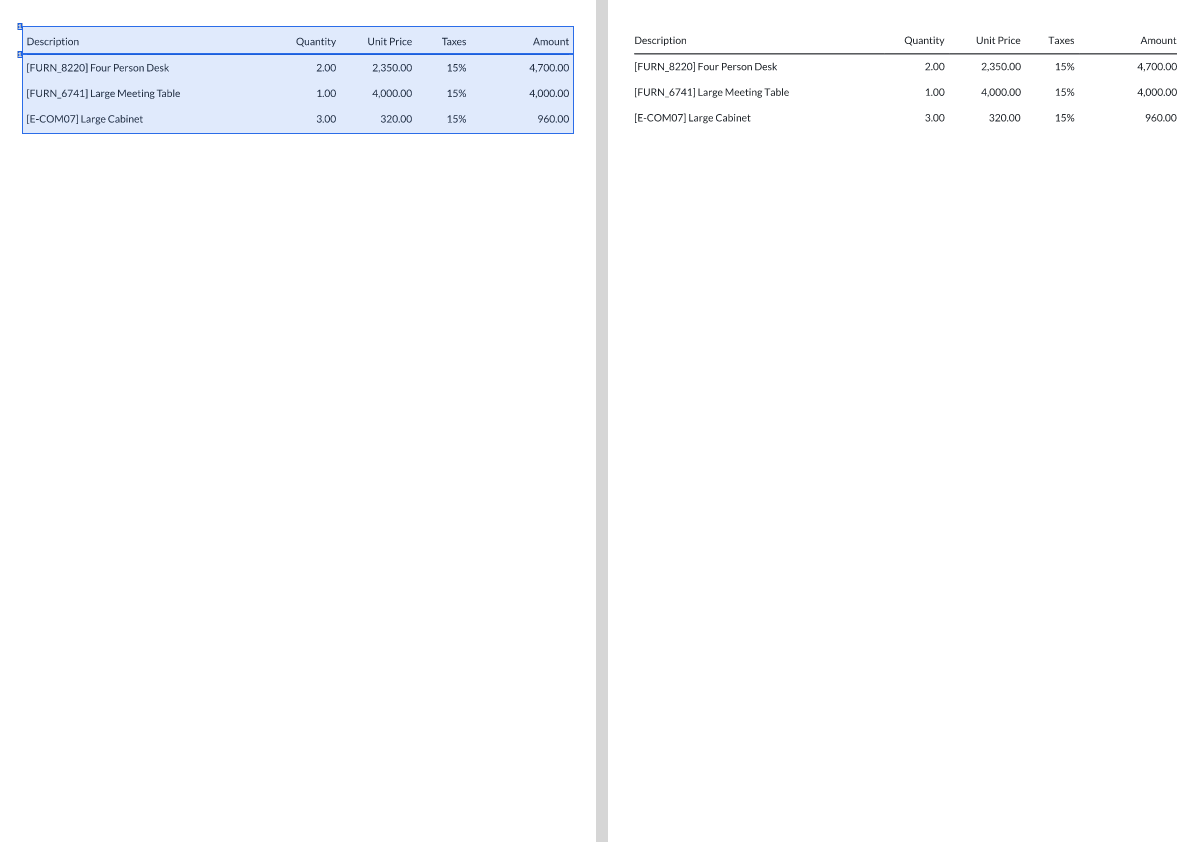 Description Quantity Unit Price Taxes Amount
[FURN_8220] Four Person Desk 2.00 2,350.00 15% 4,700.00
[FURN_6741] Large Meeting Table 1.00 4,000.00 15% 4,000.00
[E-COM07] Large Cabinet 3.00 320.00 15% 960.00
Description Quantity Unit Price Taxes Amount
[FURN_8220] Four Person Desk 2.00 2,350.00 15% 4,700.00
[FURN_6741] Large Meeting Table 1.00 4,000.00 15% 4,000.00
[E-COM07] Large Cabinet 3.00 320.00 15% 960.00